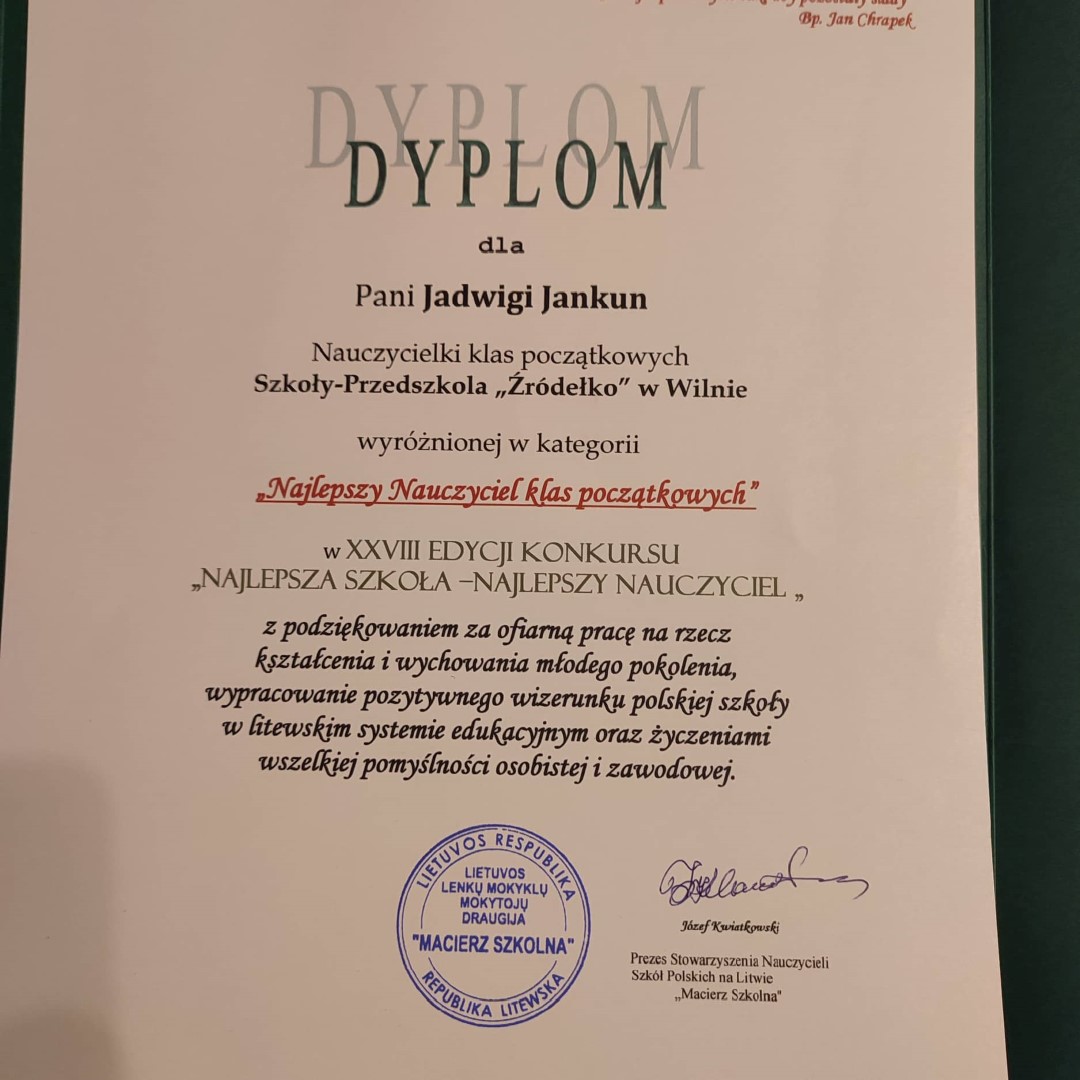 Bp. Jan Chrapek
DYPLOM
DYPLOM
dla
Pani Jadwigi Jankun
Nauczycielki klas początkowych
Szkoły-Przedszkola „Źródełko” w Wilnie
wyróżnionej w kategorii
„Najlepszy Nauczyciel klas początkowych”
w XXVIII EDYCJI KONKURSU
„NAJLEPSZA SZKOŁA –NAJLEPSZY NAUCZYCIEL „
z podziękowaniem za ofiarną pracę na rzecz
kształcenia i wychowania młodego pokolenia,
wypracowanie pozytywnego wizerunku polskiej szkoły
w litewskim systemie edukacyjnym oraz życzeniami
wszelkiej pomyślności osobistej i zawodowej.
LIETUVOS RESPUBLIKA
LIETUVOS
LENKŲ MOKYKLŲ
MOKYTOJŲ
DRAUGIJA
"MACIERZ SZKOLNA"
REPUBLIKA LITEWSKA
Józef Kwiatkowski
Prezes Stowarzyszenia Nauczycieli
Szkół Polskich na Litwie
„Macierz Szkolna"